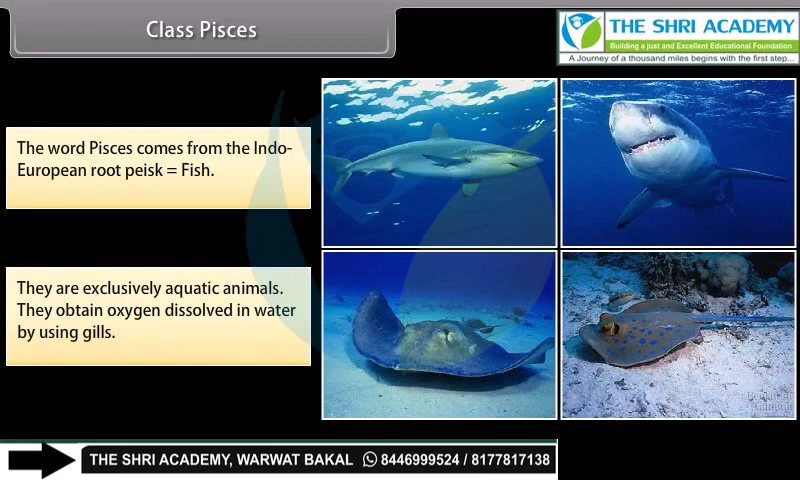 Class Pisces
THE SHRI ACADEMY
Building a just and Excellent Educational Foundation
A Journey of a thousand miles begins with the first step...
The word Pisces comes from the Indo-
European root peisk = Fish.
They are exclusively aquatic animals.
They obtain oxygen dissolved in water
by using gills.
THE SHRI ACADEMY, WARWAT BAKAL 8446999524 / 8177817138